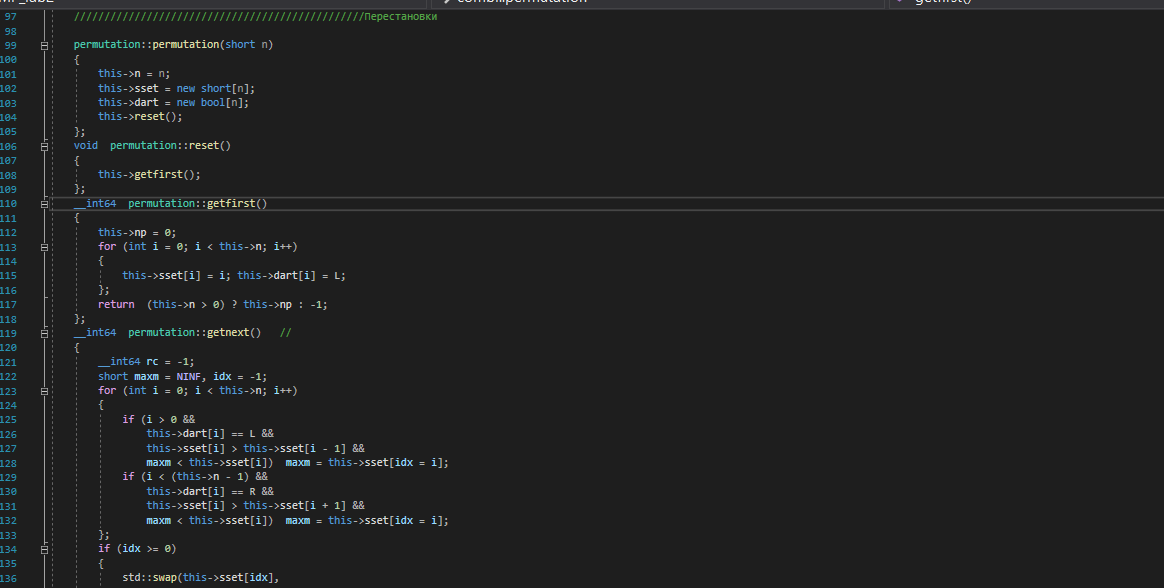 97 ////////////////////////////////////////////////Перестановки
98
99 permutation::permutation(short n)
100 {
101 this->n = n;
102 this->sset = new short[n];
103 this->dart = new bool[n];
104 this->reset();
105 };
106 void  permutation::reset()
107 {
108 this->getfirst();
109 };
110 __int64  permutation::getfirst()
111 {
112 this->np = 0;
113 for (int i = 0; i < this->n; i++)
114 {
115 this->sset[i] = i; this->dart[i] = L;
116 };
117 return  (this->n > 0) ? this->np : -1;
118 };
119 __int64  permutation::getnext()   //
120 {
121 __int64 rc = -1;
122 short maxm = NINF, idx = -1;
123 for (int i = 0; i < this->n; i++)
124 {
125 if (i > 0 &&
126 this->dart[i] == L &&
127 this->sset[i] > this->sset[i - 1] &&
128 maxm < this->sset[i])  maxm = this->sset[idx = i];
129 if (i < (this->n - 1) &&
130 this->dart[i] == R &&
131 this->sset[i] > this->sset[i + 1] &&
132 maxm < this->sset[i])  maxm = this->sset[idx = i];
133 };
134 if (idx >= 0)
135 {
136 std::swap(this->sset[idx],